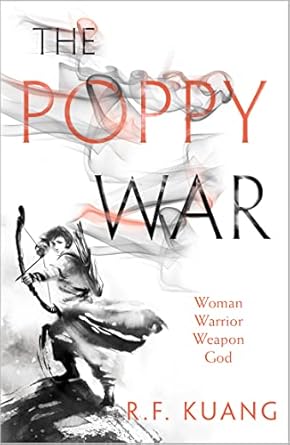 THE
POPPY
WAR
Woman
Warrior
Weapon
God
R.F. KUANG